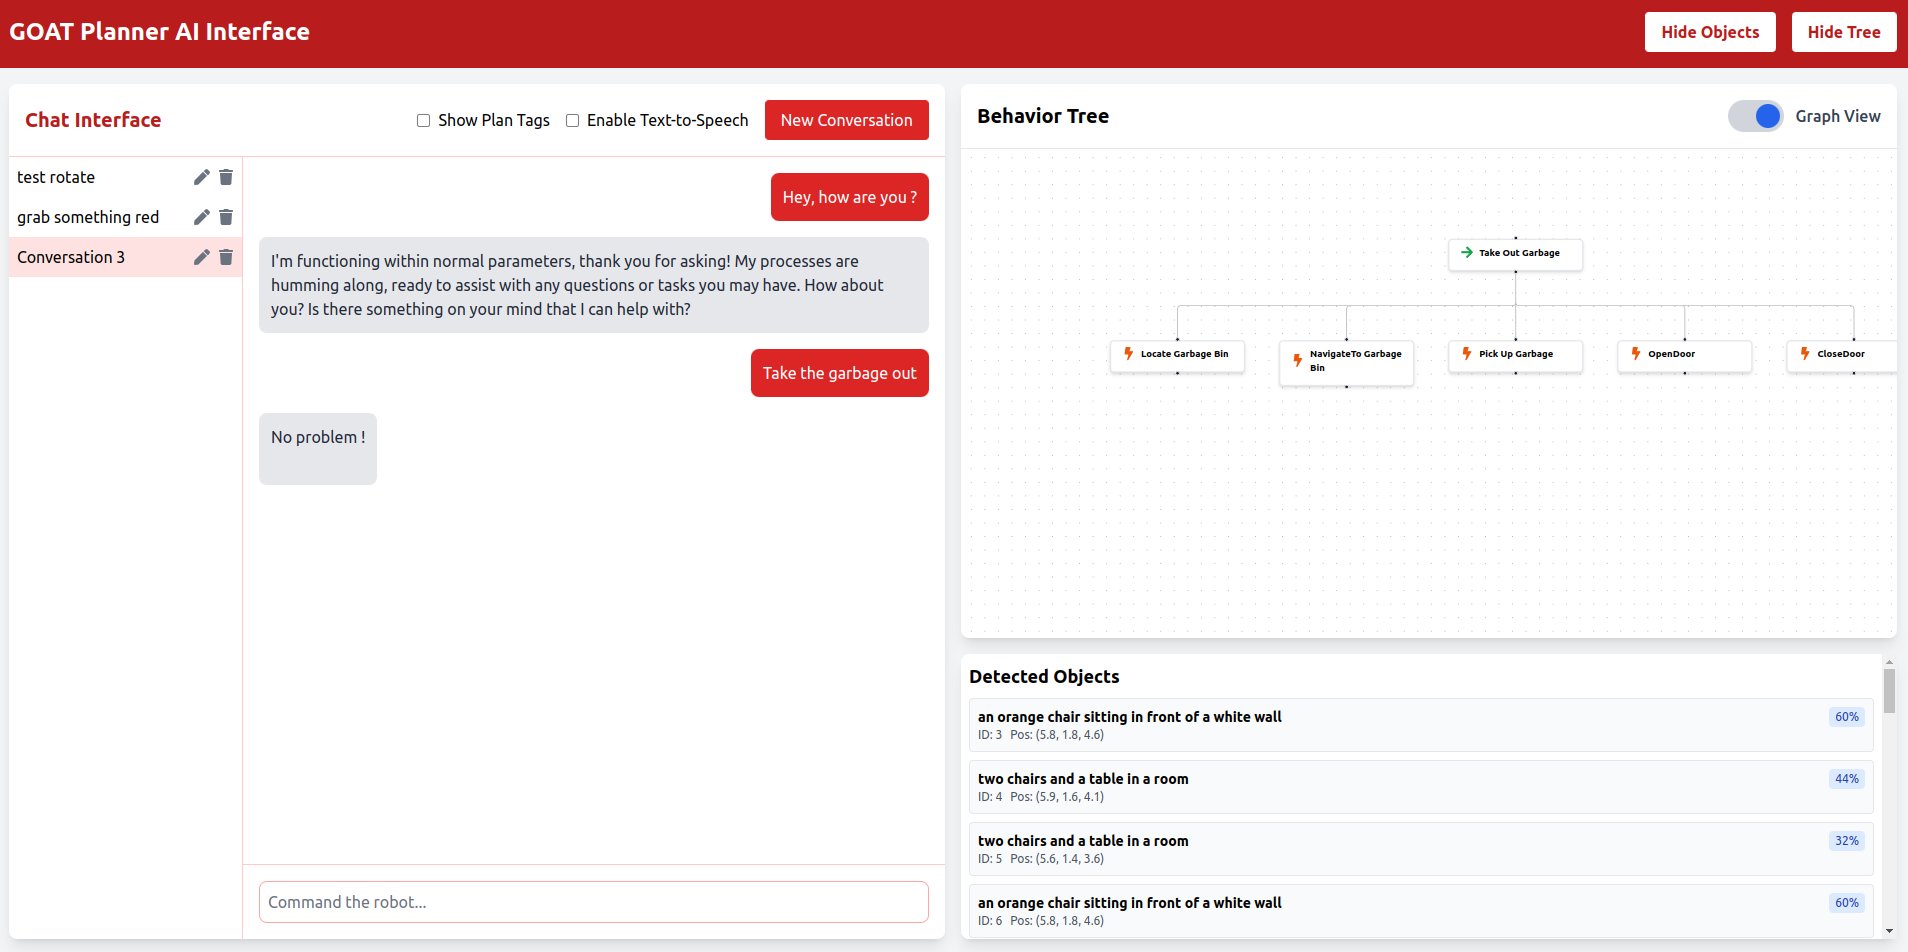 GOAT Planner AI Interface
Hide Objects
Hide Tree
Chat Interface
Show Plan Tags
Enable Text-to-Speech
New Conversation
test rotate
grab something red
Conversation 3
Hey, how are you ?
I'm functioning within normal parameters, thank you for asking! My processes are
humming along, ready to assist with any questions or tasks you may have. How about
you? Is there something on your mind that I can help with?
Take the garbage out
No problem !
Command the robot...
Behavior Tree
Graph View
Take Out Garbage
Locate Garbage Bin
NavigateTo Garbage
Bin
Pick Up Garbage
OpenDoor
CloseDoor
Detected Objects
an orange chair sitting in front of a white wall
60%
ID: 3 Pos: (5.8, 1.8, 4.6)
two chairs and a table in a room
44%
ID: 4 Pos: (5.9, 1.6, 4.1)
two chairs and a table in a room
32%
ID: 5 Pos: (5.6, 1.4, 3.6)
an orange chair sitting in front of a white wall
60%
ID: 6 Pos: (5.8, 1.8, 4.6)